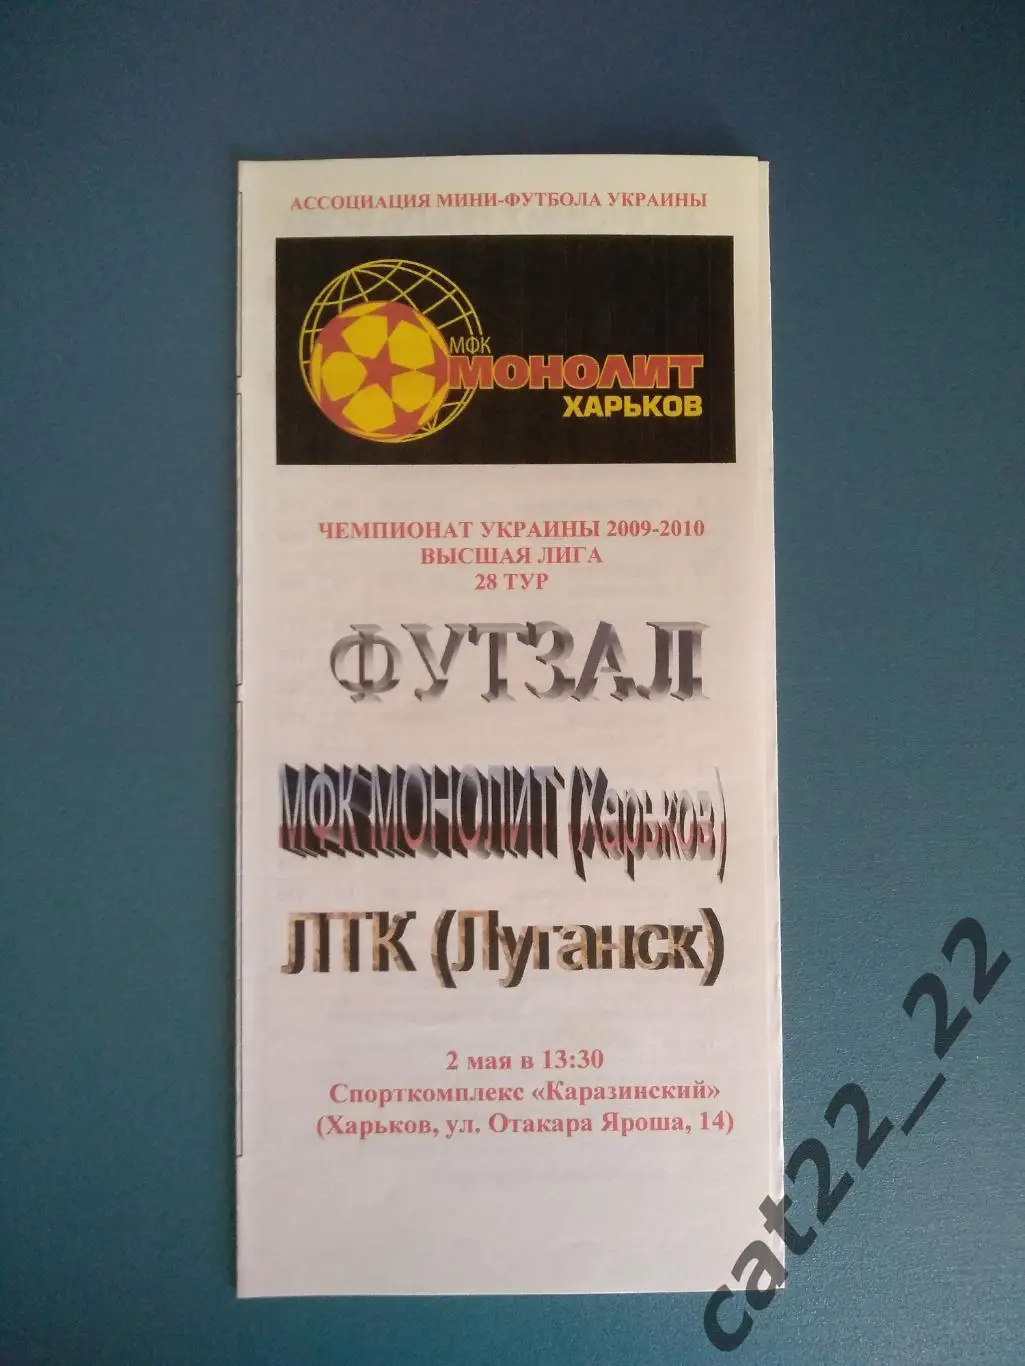 АССОЦИАЦИЯ МИНИ-ФУТБОЛА УКРАИНЫ
МФК
МОНОЛИТ
ХАРЬКОВ
ЧЕМПИОНАТ УКРАИНЫ 2009-2010
ВЫСШАЯ ЛИГА
28 ТУР
ФУТЗАЛ
МФК МОНОЛИТ (Харьков)
ЛТК (Луганск)
2 мая в 13:30
Спорткомплекс «Каразинский»
(Харьков, ул. Отакара Яроша, 14)
cat22_22